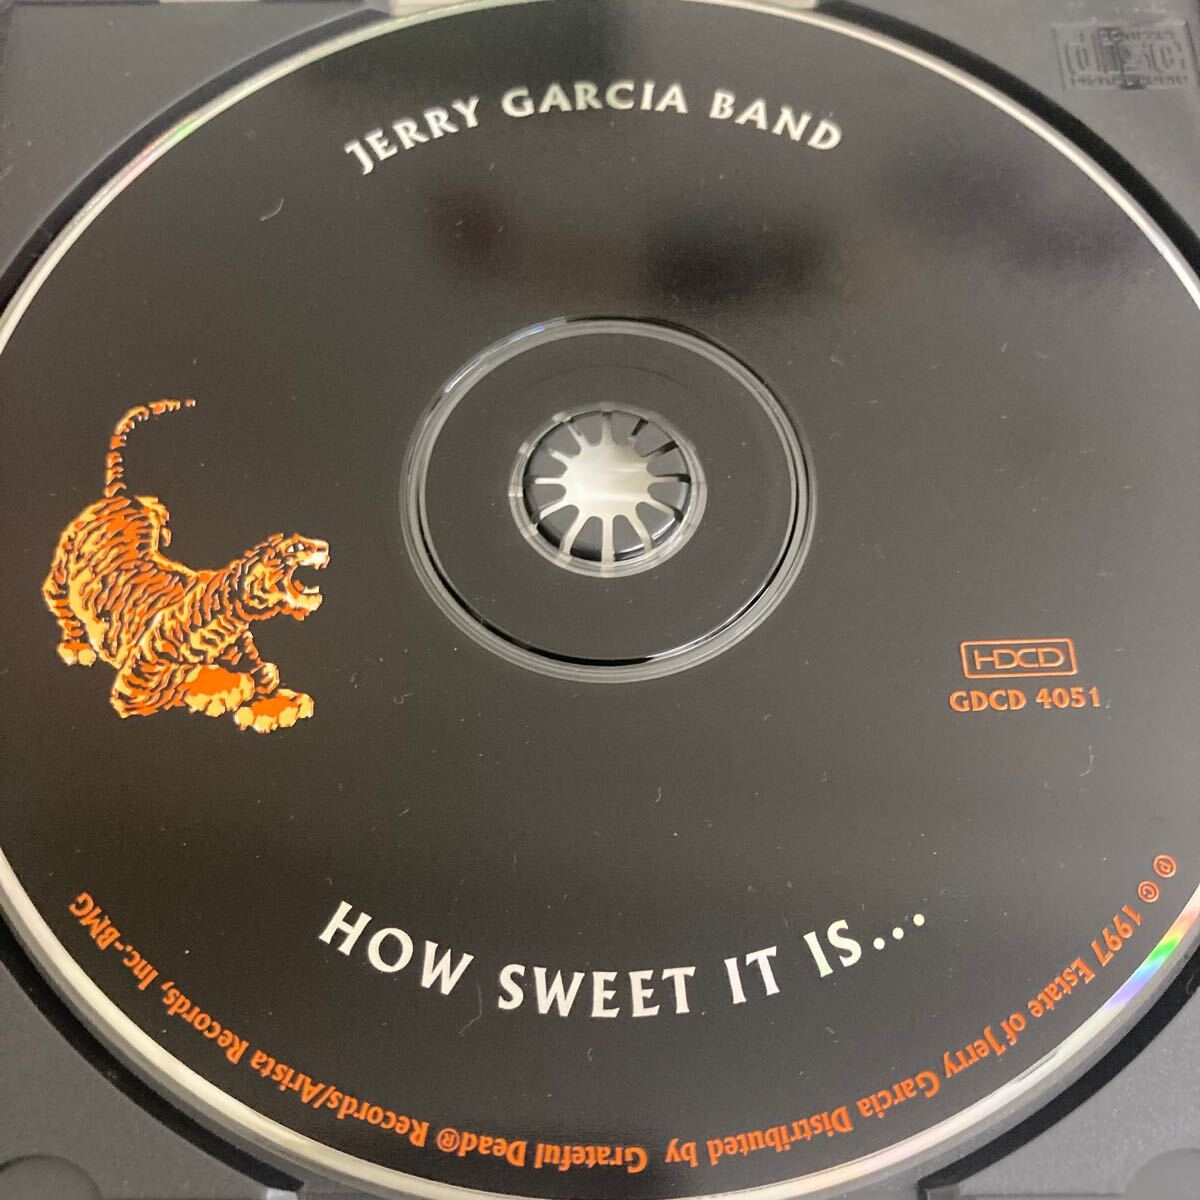 JERRY GARCIA BAND
disc
HDCD
GDCD 4051
HOW SWEET IT IS...
℗ © 1997 Estate of Jerry Garcia Distributed by Grateful Dead® Records/Arista Records, Inc.-BMG